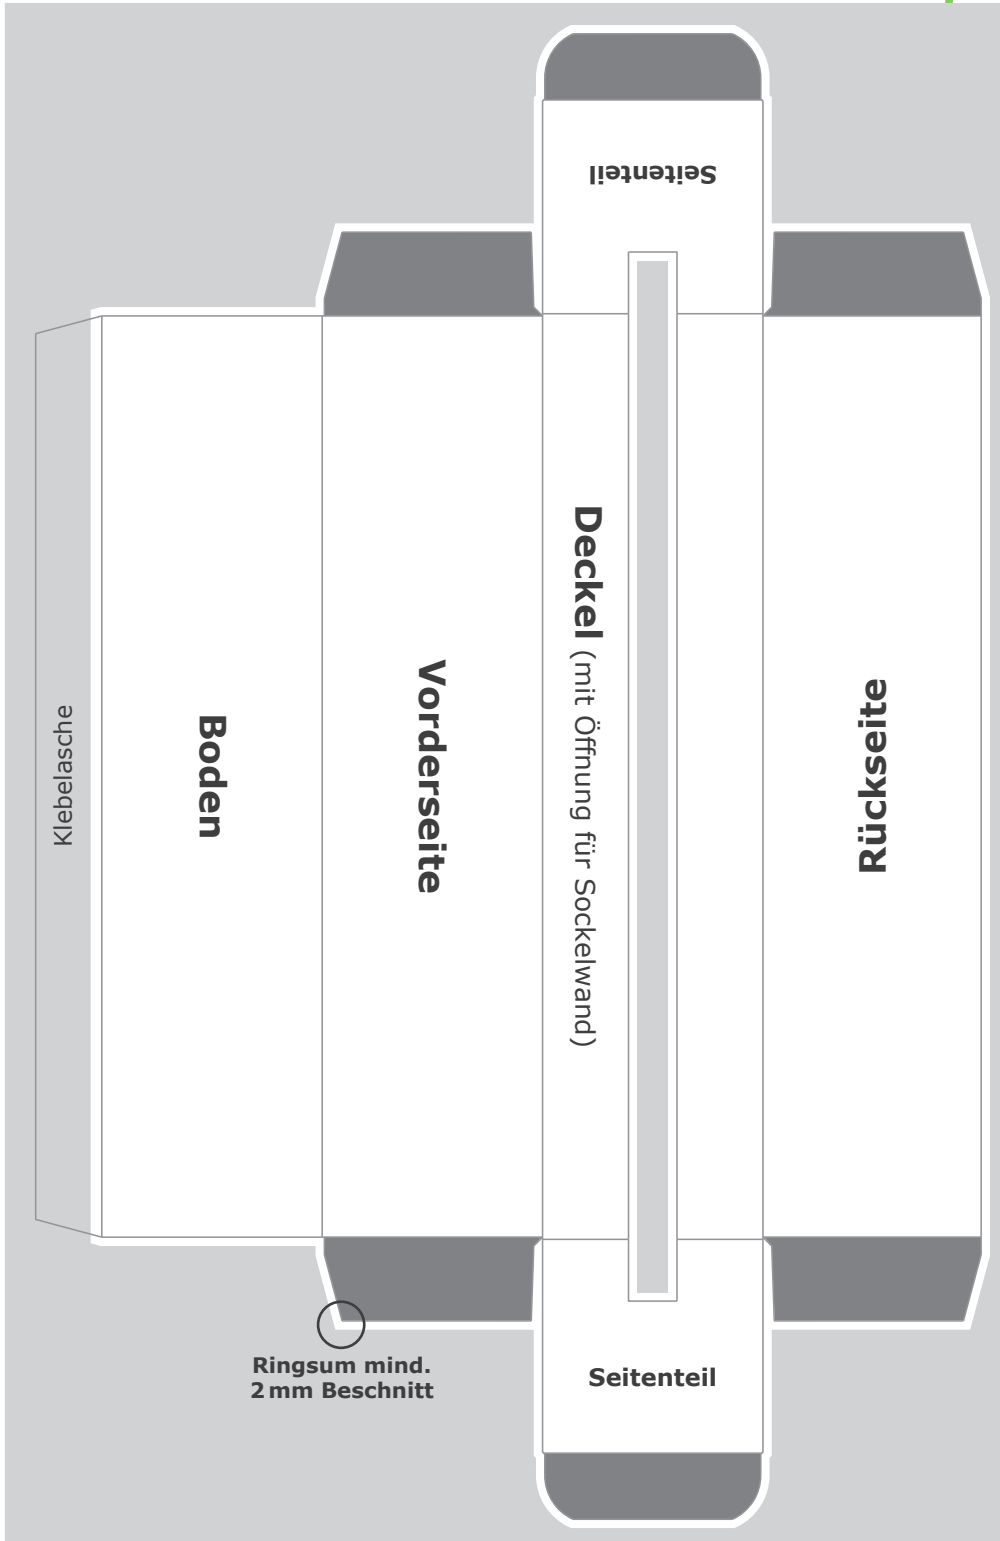 Seitenteil
Klebelasche
Boden
Vorderseite
Deckel (mit Öffnung für Sockelwand)
Rückseite
Ringsum mind.
2 mm Beschnitt
Seitenteil